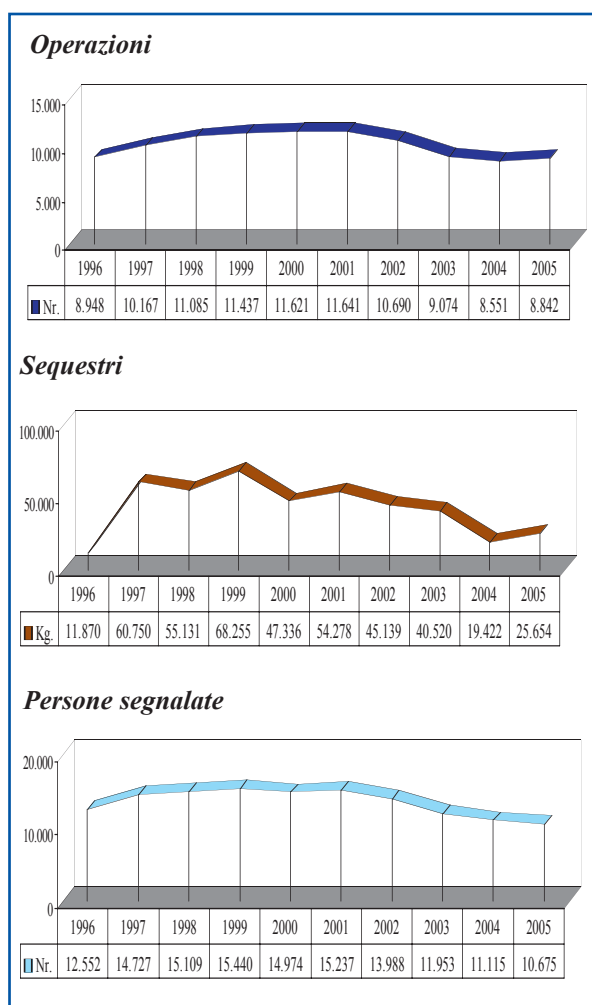 Operazioni
15.000
10.000
5.000
0
1996 1997 1998 1999 2000 2001 2002 2003 2004 2005
Nr. 8.948 10.167 11.085 11.437 11.621 11.641 10.690 9.074 8.551 8.842
Sequestri
100.000
50.000
0
1996 1997 1998 1999 2000 2001 2002 2003 2004 2005
Kg. 11.870 60.750 55.131 68.255 47.336 54.278 45.139 40.520 19.422 25.654
Persone segnalate
20.000
10.000
0
1996 1997 1998 1999 2000 2001 2002 2003 2004 2005
Nr. 12.552 14.727 15.109 15.440 14.974 15.237 13.988 11.953 11.115 10.675